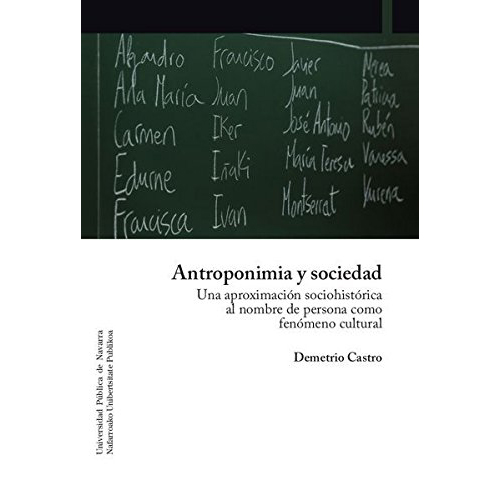 Alejandro Francisco Javier Nerea
Ana María Juan Juan Patricia
Carmen Iker José Antonio Rubén
Edurne Iñaki María Teresa Vanessa
Francisca Ivan Montserrat Yurena
Antroponimia y sociedad
Una aproximación sociohistórica
al nombre de persona como
fenómeno cultural
Demetrio Castro
Universidad Pública de Navarra
Nafarroako Unibertsitate Publikoa